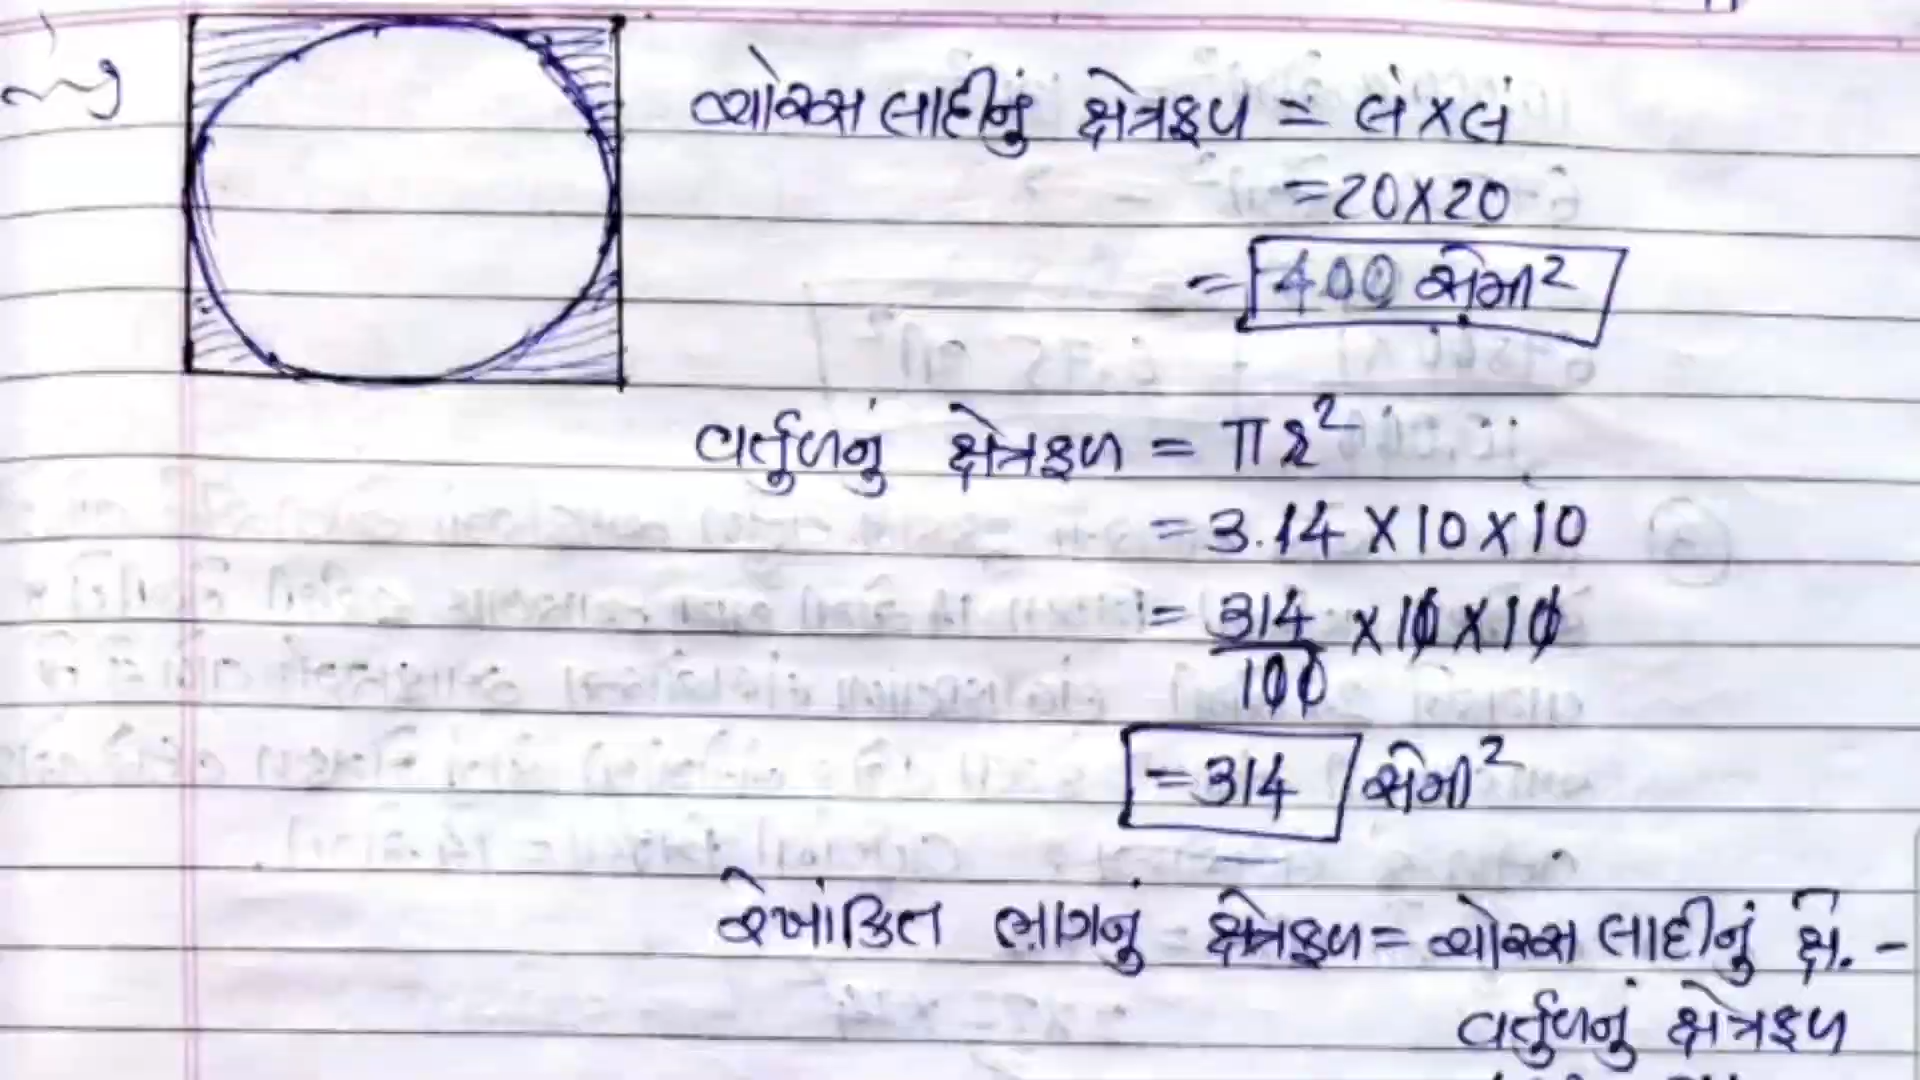 ચોરસ લાદીનું ક્ષેત્રફળ = લં × લં
= 20 × 20
= 400 સેમી²
વર્તુળનું ક્ષેત્રફળ = π r²
= 3.14 × 10 × 10
= 314/100 × 10 × 10
= 314 સેમી²
રેખાંકિત ભાગનું ક્ષેત્રફળ = ચોરસ લાદીનું ક્ષે. -
વર્તુળનું ક્ષેત્રફળ